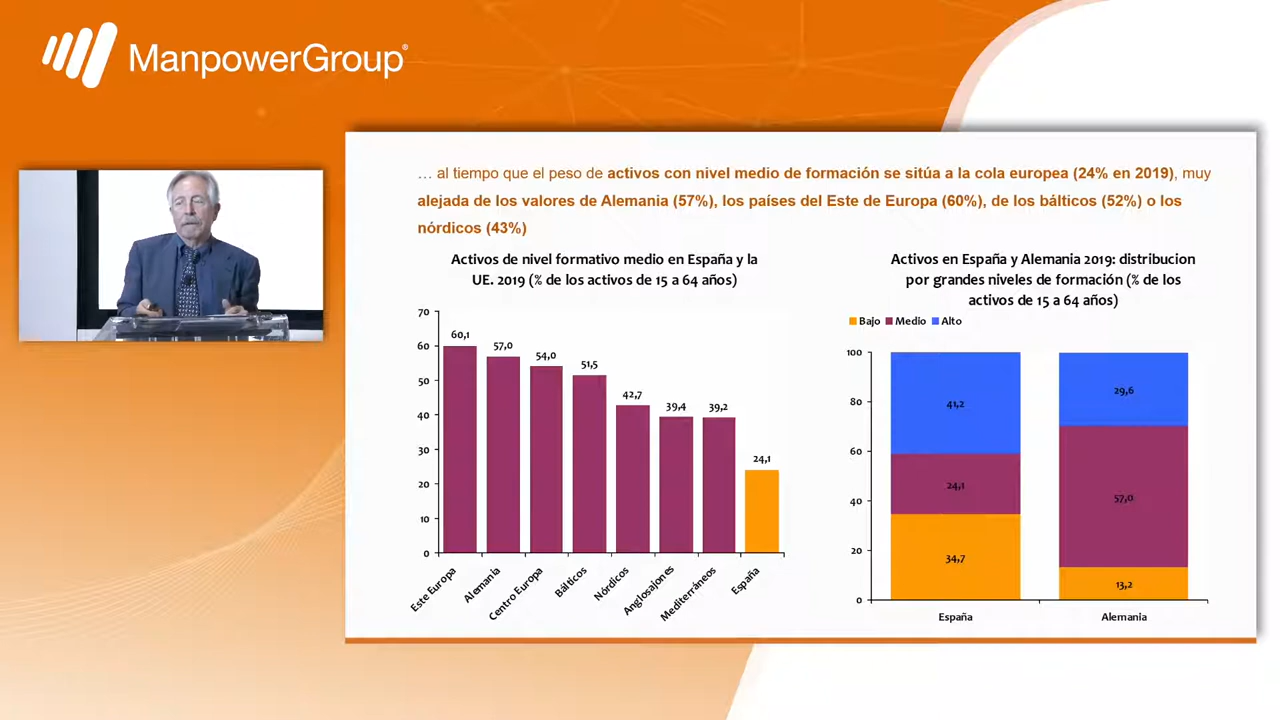 ManpowerGroup®
… al tiempo que el peso de activos con nivel medio de formación se sitúa a la cola europea (24% en 2019), muy
alejada de los valores de Alemania (57%), los países del Este de Europa (60%), de los bálticos (52%) o los
nórdicos (43%)
Activos de nivel formativo medio en España y la
UE. 2019 (% de los activos de 15 a 64 años)
70
60
50
40
30
20
10
0
60,1
57,0
54,0
51,5
42,7
39,4
39,2
24,1
Este Europa
Alemania
Centro Europa
Bálticos
Nórdicos
Anglosajones
Mediterráneos
España
Activos en España y Alemania 2019: distribucion
por grandes niveles de formación (% de los
activos de 15 a 64 años)
Bajo Medio Alto
100
80
60
40
20
0
41,2
24,1
34,7
29,6
57,0
13,2
España
Alemania